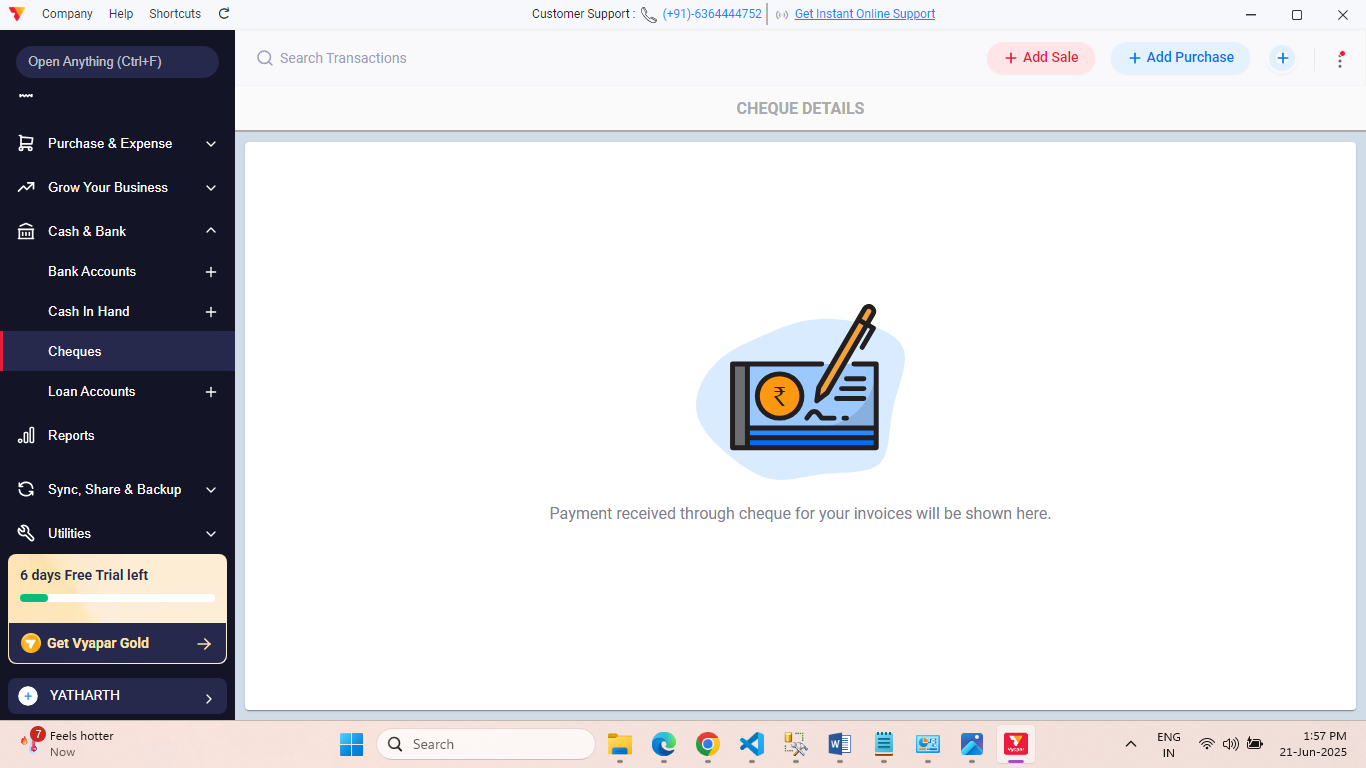 Company Help Shortcuts
Customer Support : (+91)-6364444752 Get Instant Online Support
Open Anything (Ctrl+F)
Search Transactions
+ Add Sale
+ Add Purchase
CHEQUE DETAILS
Purchase & Expense
Grow Your Business
Cash & Bank
Bank Accounts
Cash In Hand
Cheques
Loan Accounts
Reports
Sync, Share & Backup
Utilities
6 days Free Trial left
Get Vyapar Gold
YATHARTH
₹
Payment received through cheque for your invoices will be shown here.
7
Feels hotter
Now
Search
Vyapar
ENG
IN
1:57 PM
21-Jun-2025